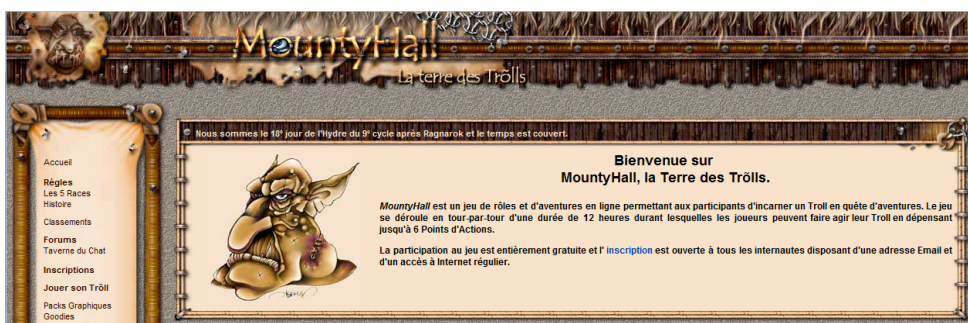 MountyHall
La terre des Trõlls
Nous sommes le 18° jour de l'Hydre du 9° cycle après Ragnarok et le temps est couvert.
Accueil
Règles
Les 5 Races
Histoire
Classements
Forums
Taverne du Chat
Inscriptions
Jouer son Trõll
Packs Graphiques
Goodies
Bienvenue sur
MountyHall, la Terre des Trõlls.
MountyHall est un jeu de rôles et d'aventures en ligne permettant aux participants d'incarner un Troll en quête d'aventures. Le jeu
se déroule en tour-par-tour d'une durée de 12 heures durant lesquelles les joueurs peuvent faire agir leur Troll en dépensant
jusqu'à 6 Points d'Actions.
La participation au jeu est entièrement gratuite et l' inscription est ouverte à tous les internautes disposant d'une adresse Email et
d'un accès à Internet régulier.